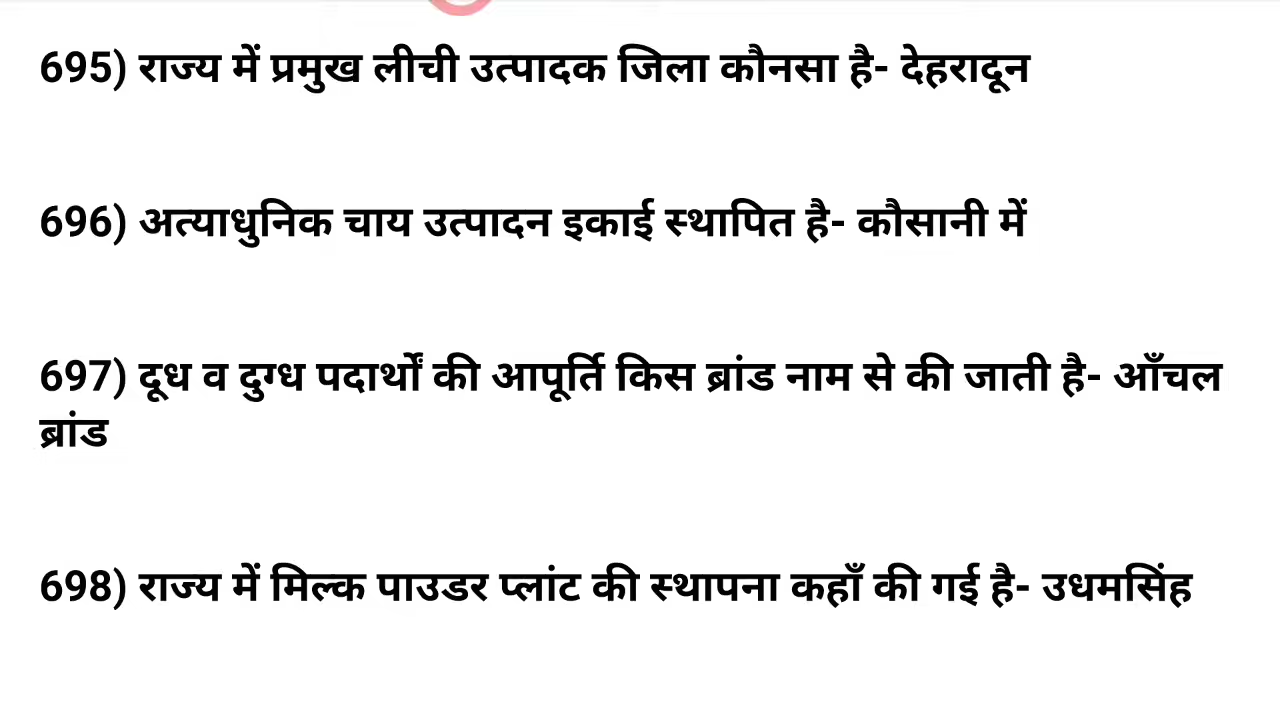 695) राज्य में प्रमुख लीची उत्पादक जिला कौनसा है- देहरादून
696) अत्याधुनिक चाय उत्पादन इकाई स्थापित है- कौसानी में
697) दूध व दुग्ध पदार्थों की आपूर्ति किस ब्रांड नाम से की जाती है- आँचल
ब्रांड
698) राज्य में मिल्क पाउडर प्लांट की स्थापना कहाँ की गई है- उधमसिंह